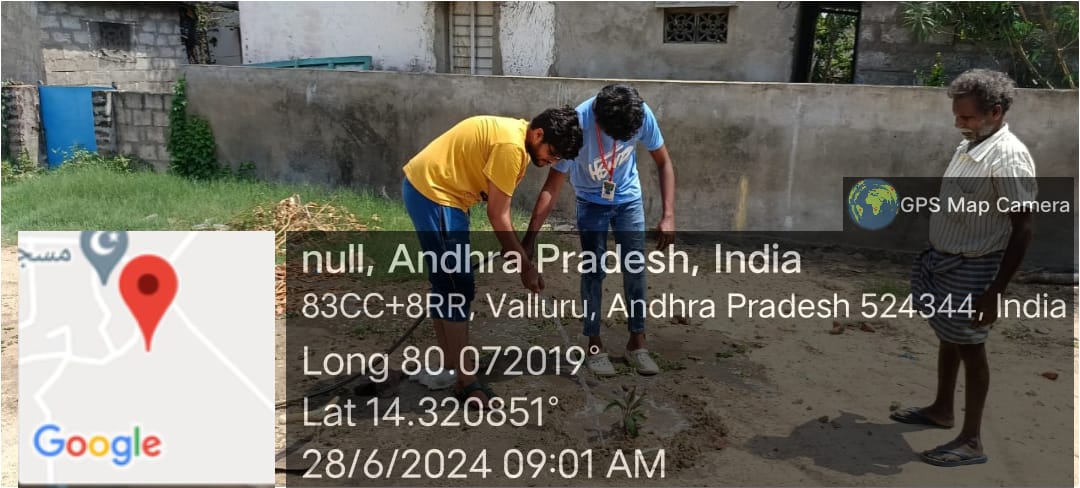 GPS Map Camera
مسجد
null, Andhra Pradesh, India
83CC+8RR, Valluru, Andhra Pradesh 524344, India
Long 80.072019°
Lat 14.320851°
28/6/2024 09:01 AM
Google